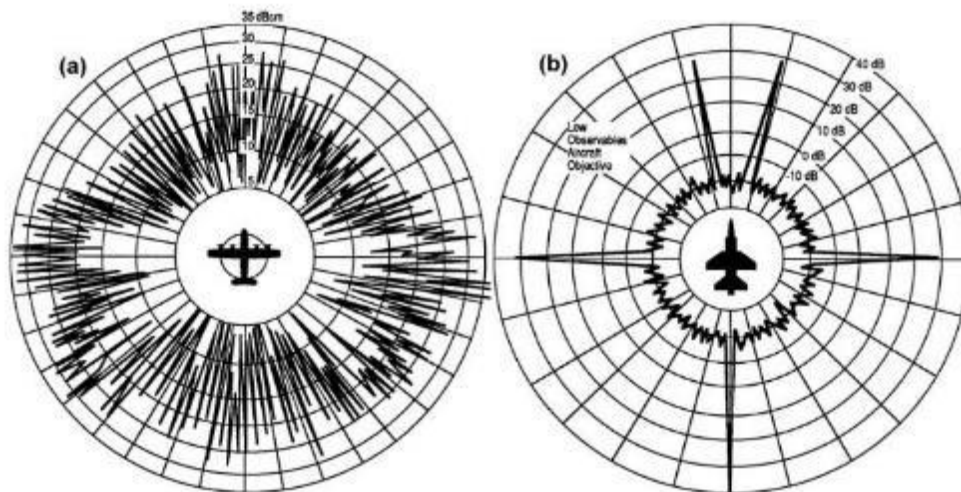 35 dBsm
(a)
30
25
20
15
10
(b)
40 dB
30 dB
20 dB
10 dB
0 dB
-10 dB
Low
Observables
Aircraft
Objective